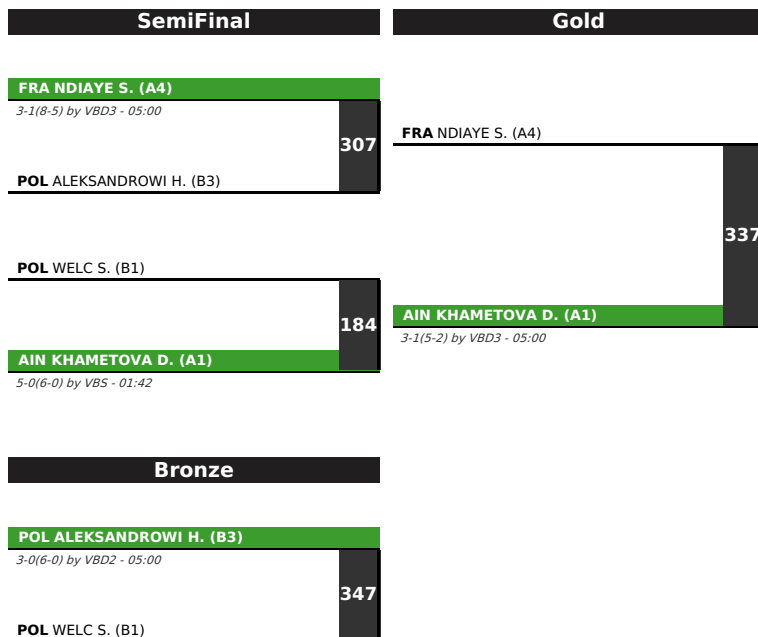 SemiFinal
FRA NDIAYE S. (A4)
3-1(8-5) by VBD3 - 05:00
307
POL ALEKSANDROWI H. (B3)
POL WELC S. (B1)
184
AIN KHAMETOVA D. (A1)
5-0(6-0) by VBS - 01:42
Gold
FRA NDIAYE S. (A4)
337
AIN KHAMETOVA D. (A1)
3-1(5-2) by VBD3 - 05:00
Bronze
POL ALEKSANDROWI H. (B3)
3-0(6-0) by VBD2 - 05:00
347
POL WELC S. (B1)